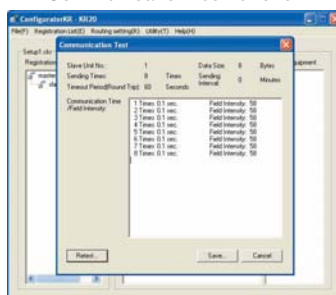 ConfiguratorKR - KR20
File(F) Registration List(E) Routing setting(R) Utility(T) Help(H)
Setup1.ckr
Communication Test
Registration
Slave Unit No.: 1 Data Size: 8 Bytes
Sending Times: 8 Times Sending Interval: 0 Minutes
Timeout Period(Round Trip): 60 Seconds
Communication Time /Field Intensity:
1 Times: 0.1 sec. Field Intensity: 58
2 Times: 0.1 sec. Field Intensity: 58
3 Times: 0.1 sec. Field Intensity: 58
4 Times: 0.1 sec. Field Intensity: 58
5 Times: 0.1 sec. Field Intensity: 58
6 Times: 0.1 sec. Field Intensity: 58
7 Times: 0.1 sec. Field Intensity: 58
8 Times: 0.1 sec. Field Intensity: 58
Retest... Save... Cancel